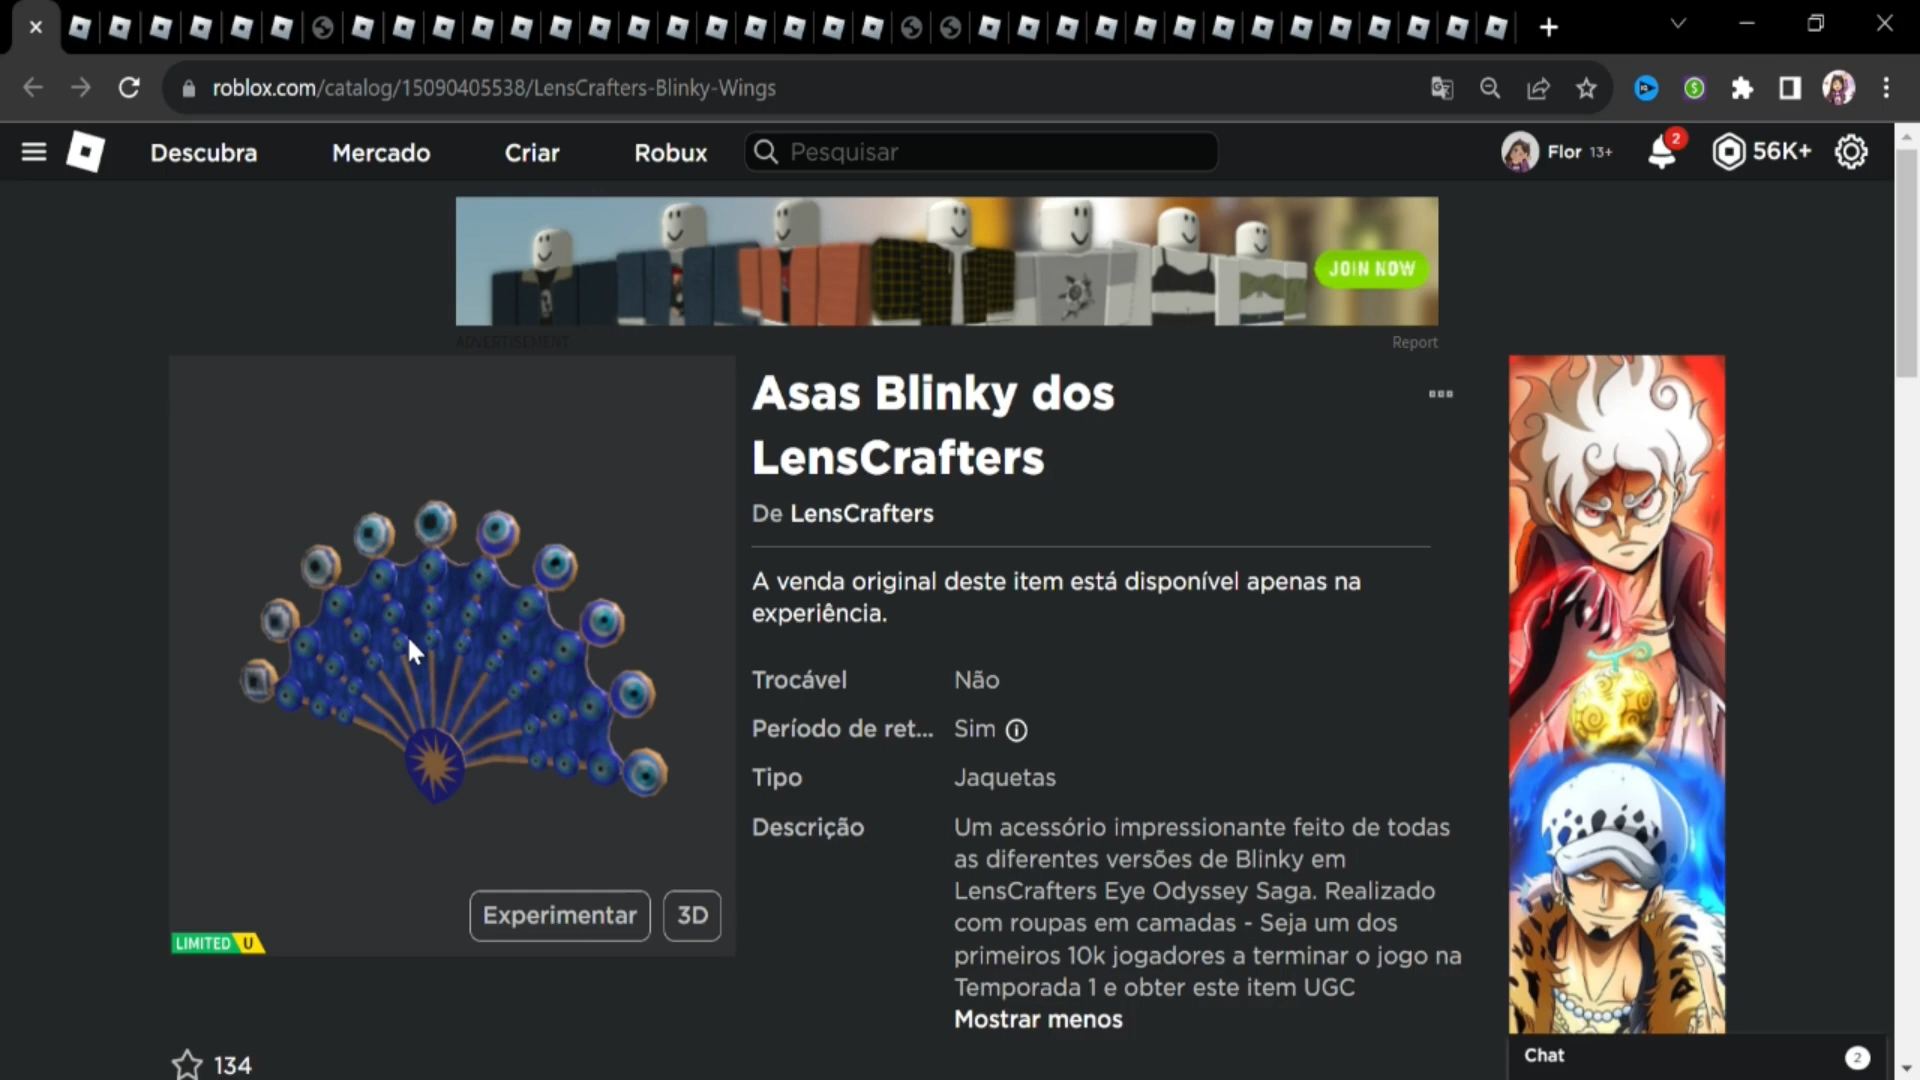 roblox.com/catalog/15090405538/LensCrafters-Blinky-Wings
Descubra
Mercado
Criar
Robux
Pesquisar
Flor 13+
2
56K+
JOIN NOW
ADVERTISEMENT
Report
Asas Blinky dos
LensCrafters
De LensCrafters
A venda original deste item está disponível apenas na
experiência.
Trocável Não
Período de ret... Sim
Tipo Jaquetas
Descrição Um acessório impressionante feito de todas
as diferentes versões de Blinky em
LensCrafters Eye Odyssey Saga. Realizado
com roupas em camadas - Seja um dos
primeiros 10k jogadores a terminar o jogo na
Temporada 1 e obter este item UGC
Mostrar menos
Experimentar
3D
LIMITED U
134
Chat
2